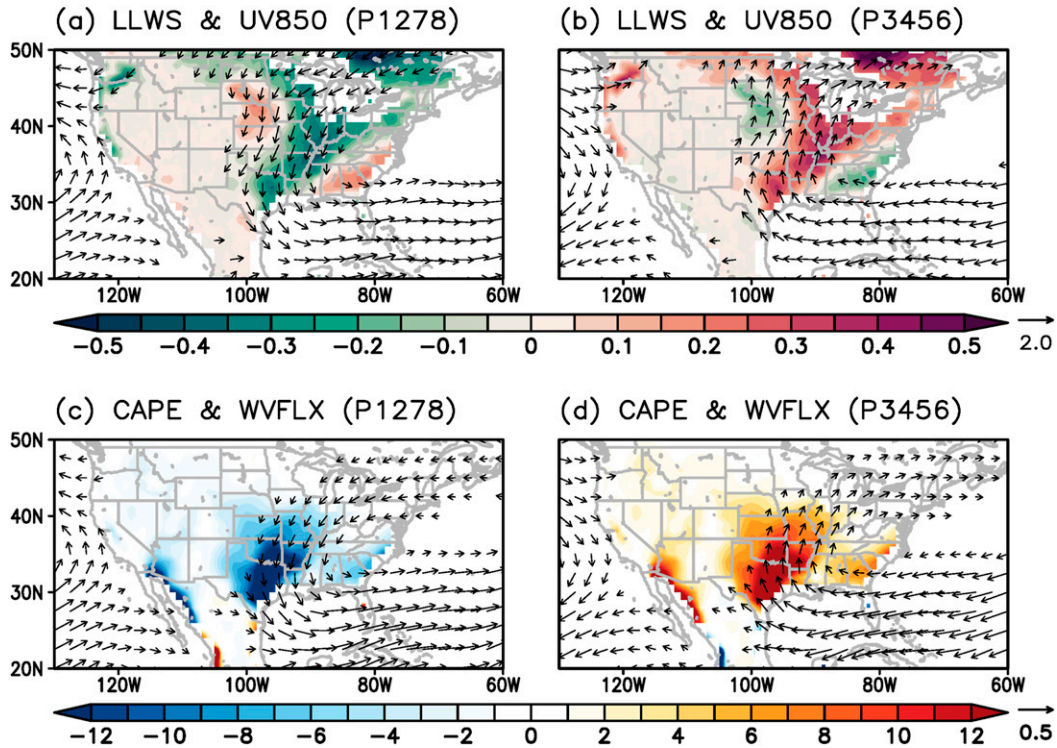 (a) LLWS & UV850 (P1278)
(b) LLWS & UV850 (P3456)
50N
40N
30N
20N
50N
40N
30N
20N
120W 100W 80W 60W
120W 100W 80W 60W
-0.5 -0.4 -0.3 -0.2 -0.1 0 0.1 0.2 0.3 0.4 0.5
2.0
(c) CAPE & WVFLX (P1278)
(d) CAPE & WVFLX (P3456)
50N
40N
30N
20N
50N
40N
30N
20N
120W 100W 80W 60W
120W 100W 80W 60W
-12 -10 -8 -6 -4 -2 0 2 4 6 8 10 12
0.5